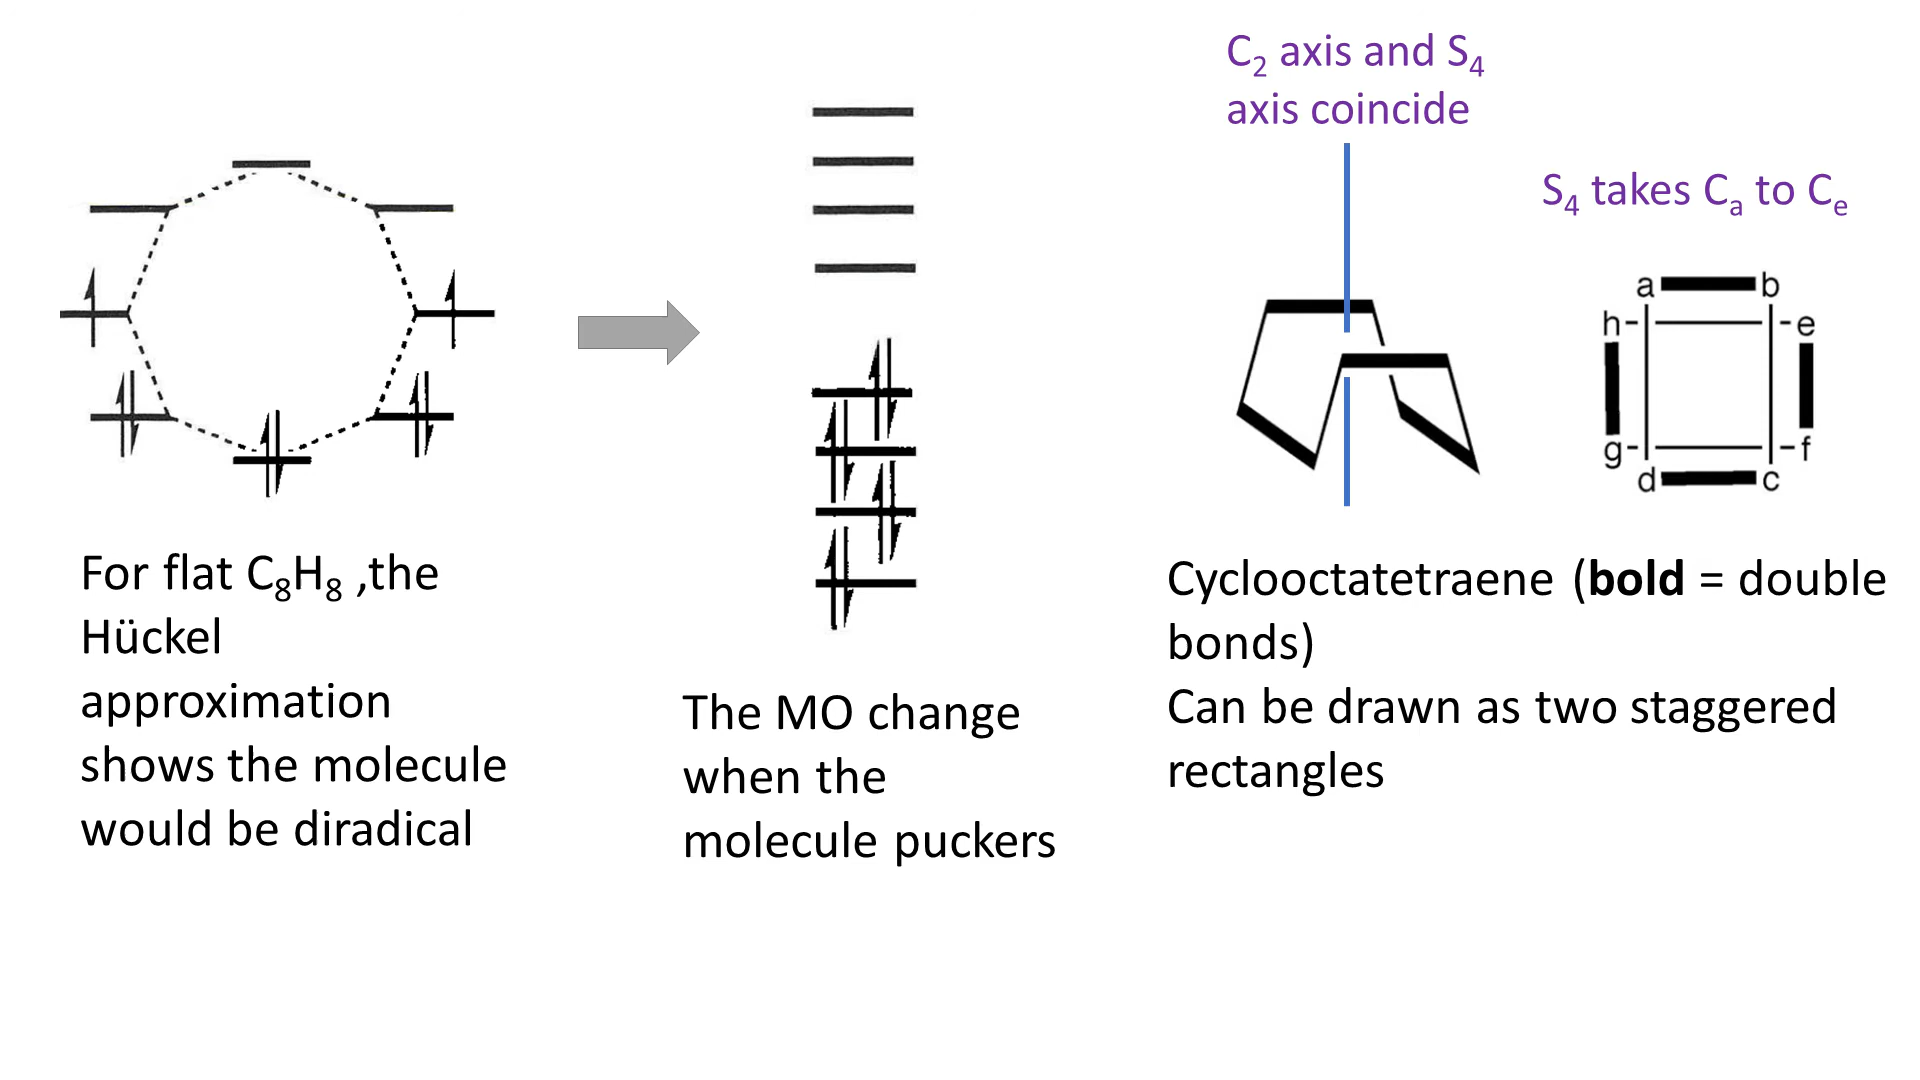 C₂ axis and S₄
axis coincide
S₄ takes Cₐ to Cₑ
a b
h e
g f
d c
For flat C₈H₈ ,the
Hückel
approximation
shows the molecule
would be diradical
The MO change
when the
molecule puckers
Cyclooctatetraene (bold = double
bonds)
Can be drawn as two staggered
rectangles